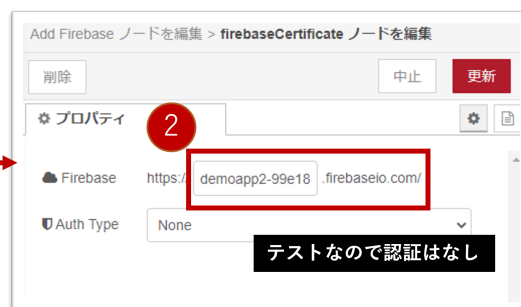 Add Firebase ノードを編集 > firebaseCertificate ノードを編集
削除 中止 更新
プロパティ
2
Firebase https:// demoapp2-99e18 .firebaseio.com/
Auth Type None
テストなので認証はなし